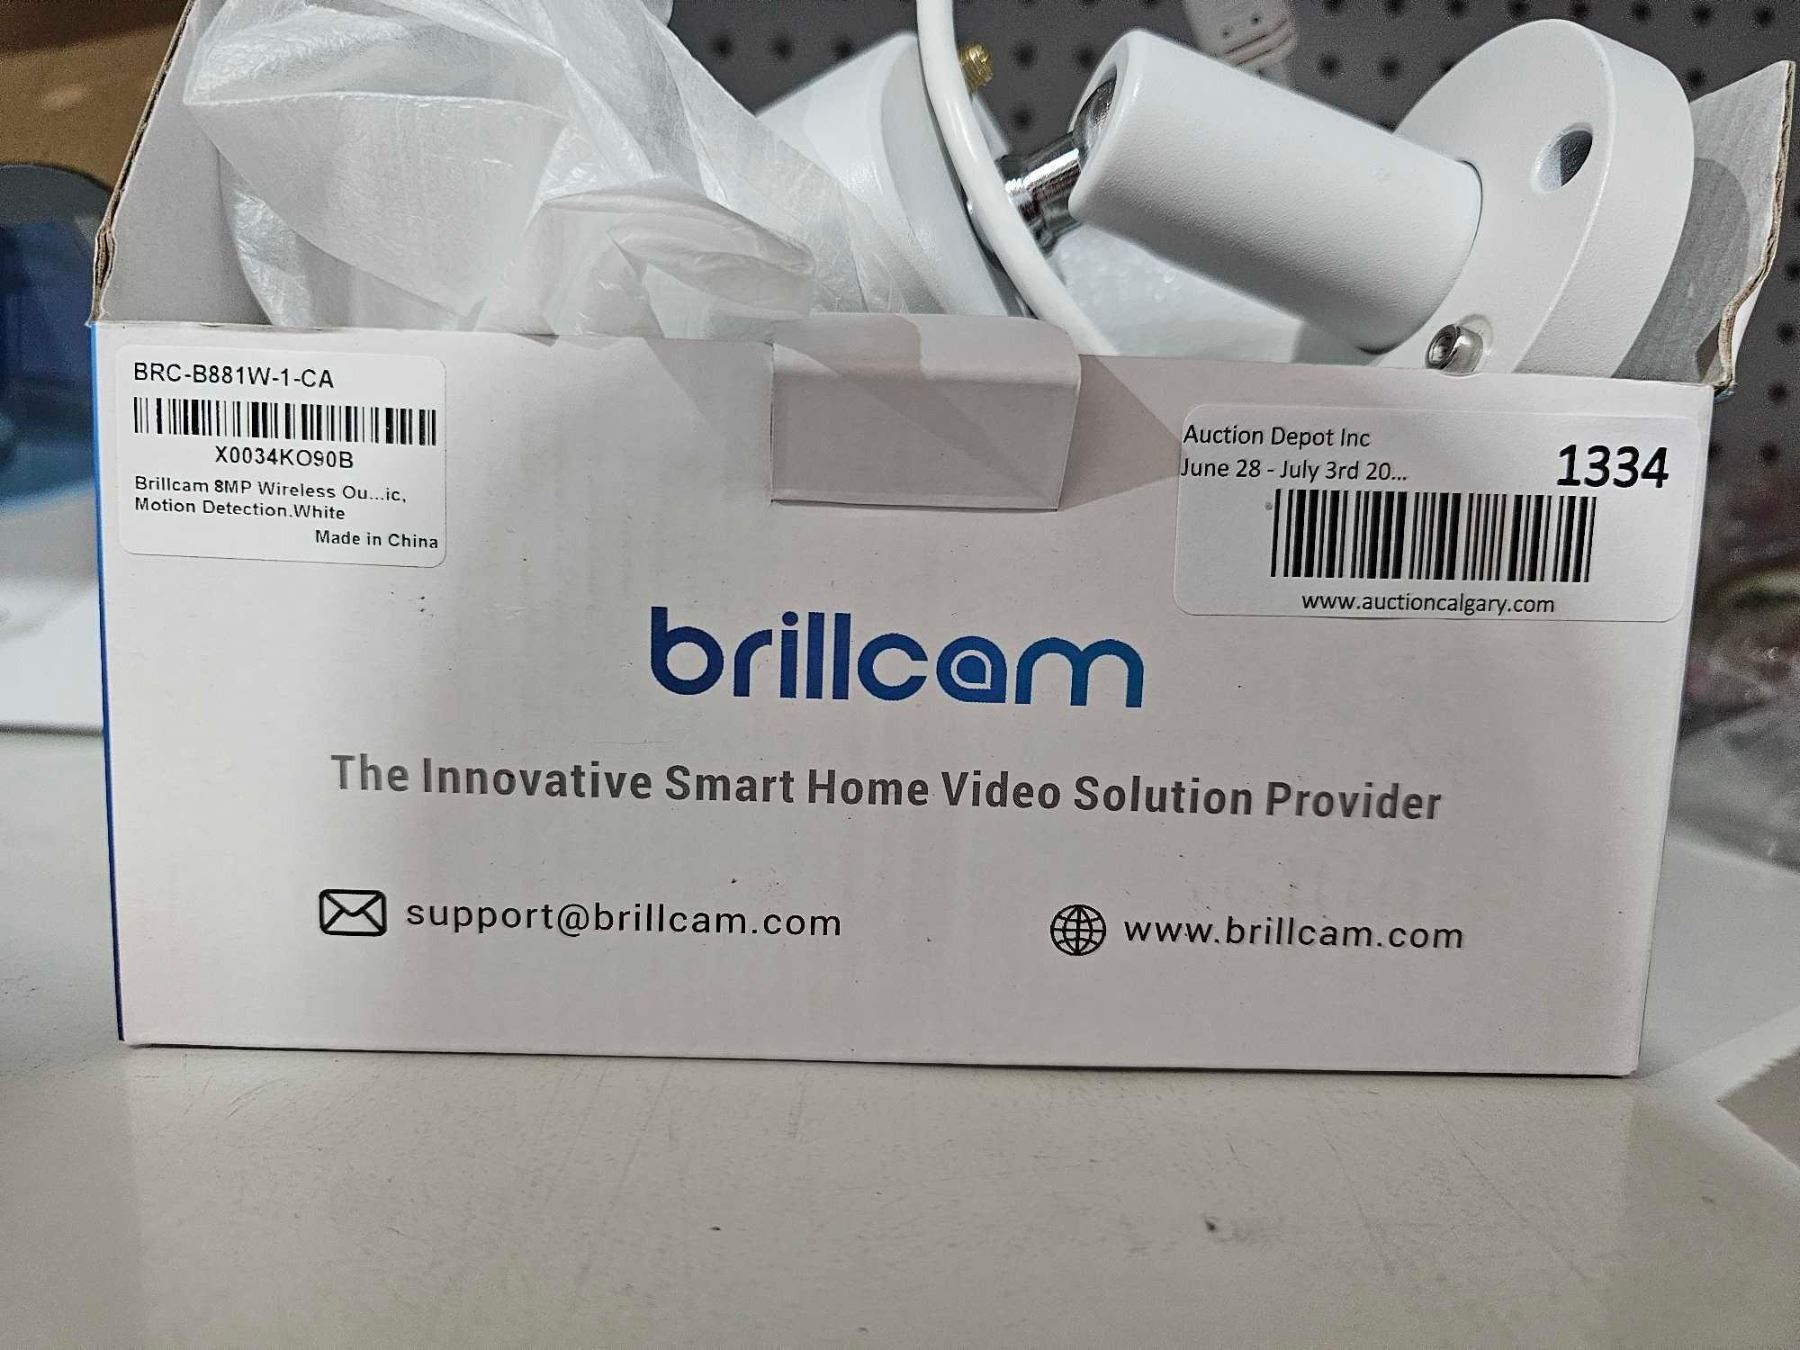 BRC-B881W-1-CA
X0034KO90B
Brillcam 8MP Wireless Ou...ic,
Motion Detection.White
Made in China
Auction Depot Inc
1334
June 28 - July 3rd 20...
www.auctioncalgary.com
brillcam
The Innovative Smart Home Video Solution Provider
support@brillcam.com
www.brillcam.com